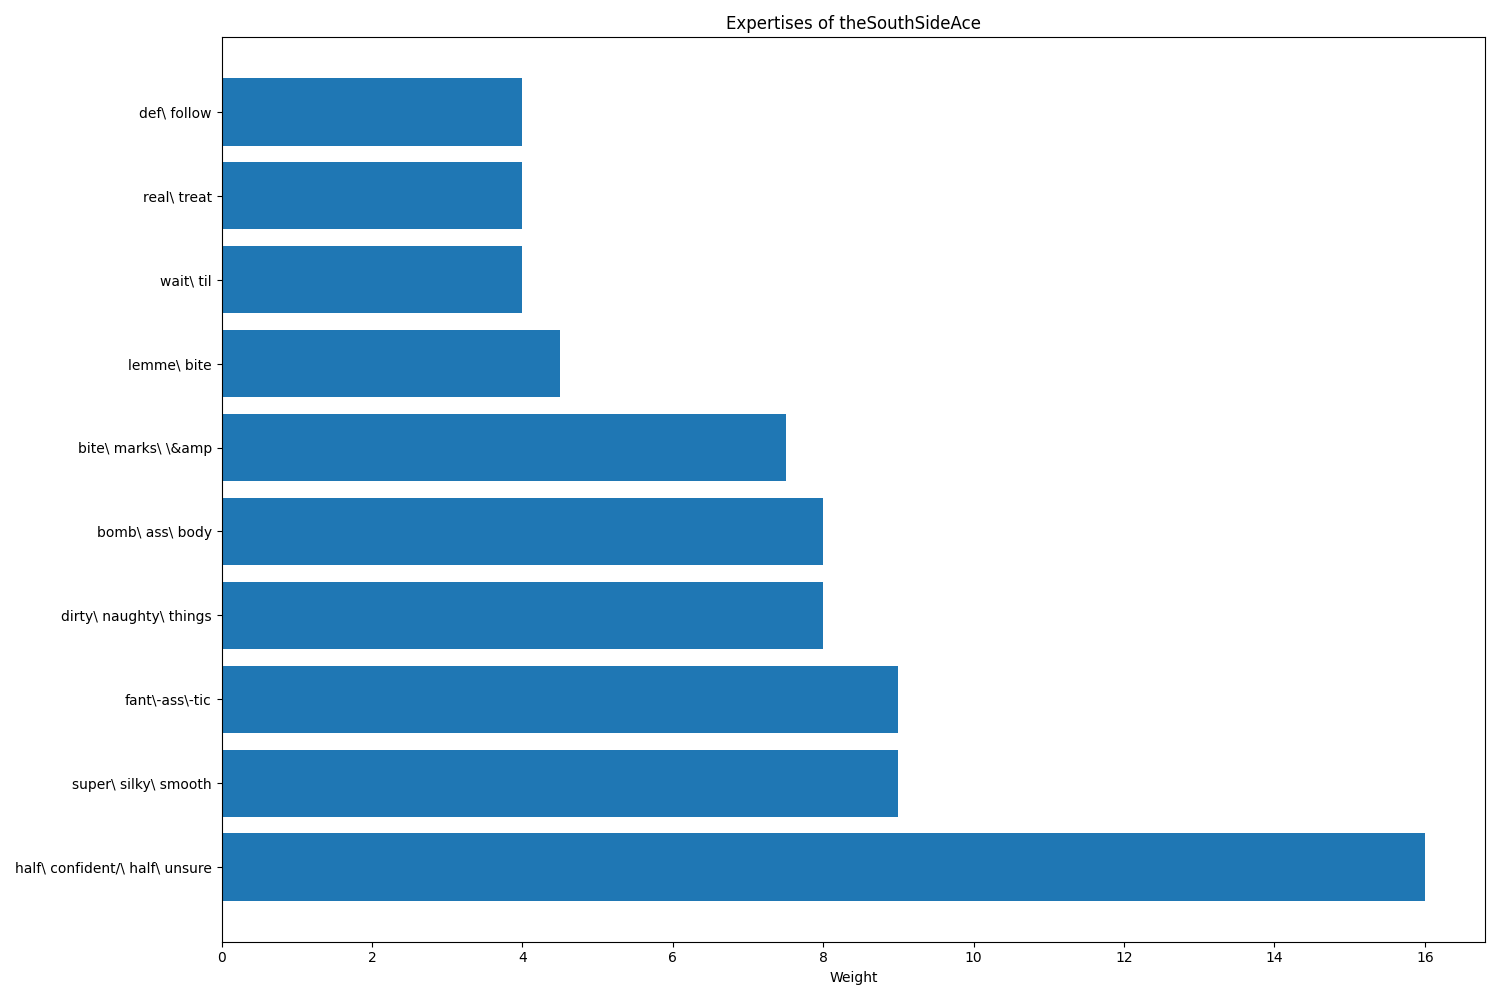 Expertises of theSouthSideAce
def\ follow
real\ treat
wait\ til
lemme\ bite
bite\ marks\ \&amp
bomb\ ass\ body
dirty\ naughty\ things
fant\-ass\-tic
super\ silky\ smooth
half\ confident/\ half\ unsure
0 2 4 6 8 10 12 14 16
Weight